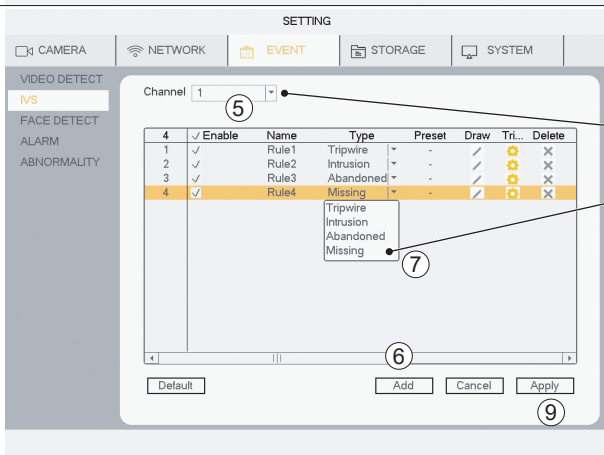 SETTING
CAMERA NETWORK EVENT STORAGE SYSTEM
VIDEO DETECT
IVS
FACE DETECT
ALARM
ABNORMALITY
Channel 1
5
4 Enable Name Type Preset Draw Tri... Delete
1 Rule1 Tripwire -
2 Rule2 Intrusion -
3 Rule3 Abandoned -
4 Rule4 Missing -
Tripwire
Intrusion
Abandoned
Missing
7
6
Default Add Cancel Apply
9